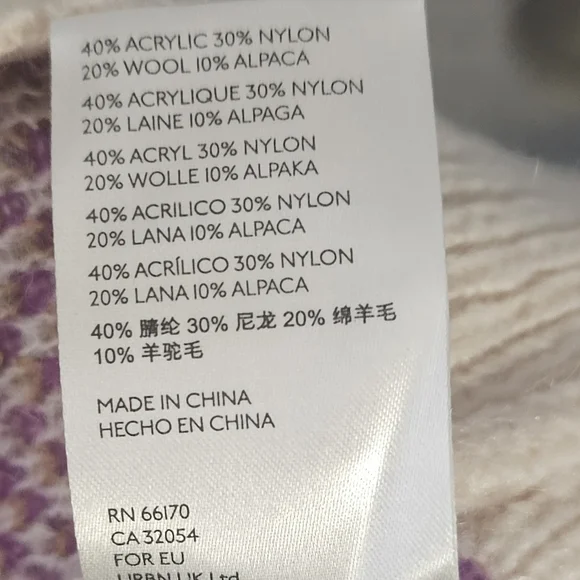 40% ACRYLIC 30% NYLON
20% WOOL 10% ALPACA
40% ACRYLIQUE 30% NYLON
20% LAINE 10% ALPAGA
40% ACRYL 30% NYLON
20% WOLLE 10% ALPAKA
40% ACRILICO 30% NYLON
20% LANA 10% ALPACA
40% ACRÍLICO 30% NYLON
20% LANA 10% ALPACA
40% 腈纶 30% 尼龙 20% 绵羊毛
10% 羊驼毛
MADE IN CHINA
HECHO EN CHINA
RN 66170
CA 32054
FOR EU
URBN UK Ltd